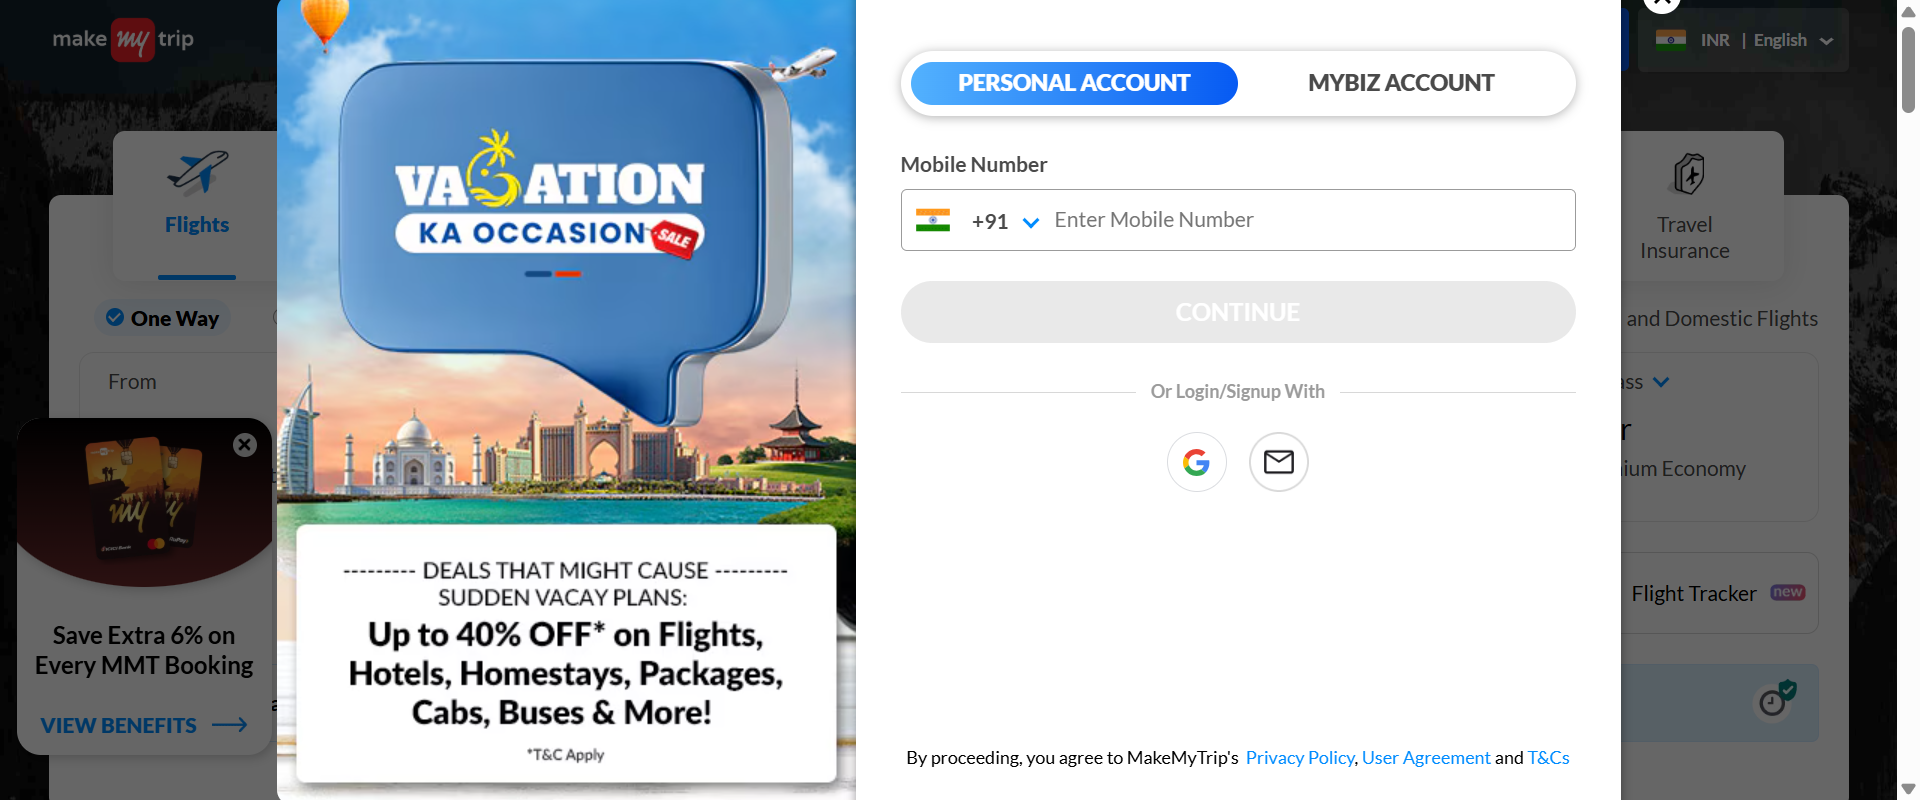 make my trip
INR | English
PERSONAL ACCOUNT
MYBIZ ACCOUNT
VACATION
KA OCCASION
SALE
Mobile Number
+91
Enter Mobile Number
CONTINUE
Or Login/Signup With
Flights
Travel
Insurance
One Way
and Domestic Flights
From
Economy
my
Save Extra 6% on
Every MMT Booking
VIEW BENEFITS
Flight Tracker new
--------- DEALS THAT MIGHT CAUSE ---------
SUDDEN VACAY PLANS:
Up to 40% OFF* on Flights,
Hotels, Homestays, Packages,
Cabs, Buses & More!
*T&C Apply
By proceeding, you agree to MakeMyTrip's Privacy Policy, User Agreement and T&Cs